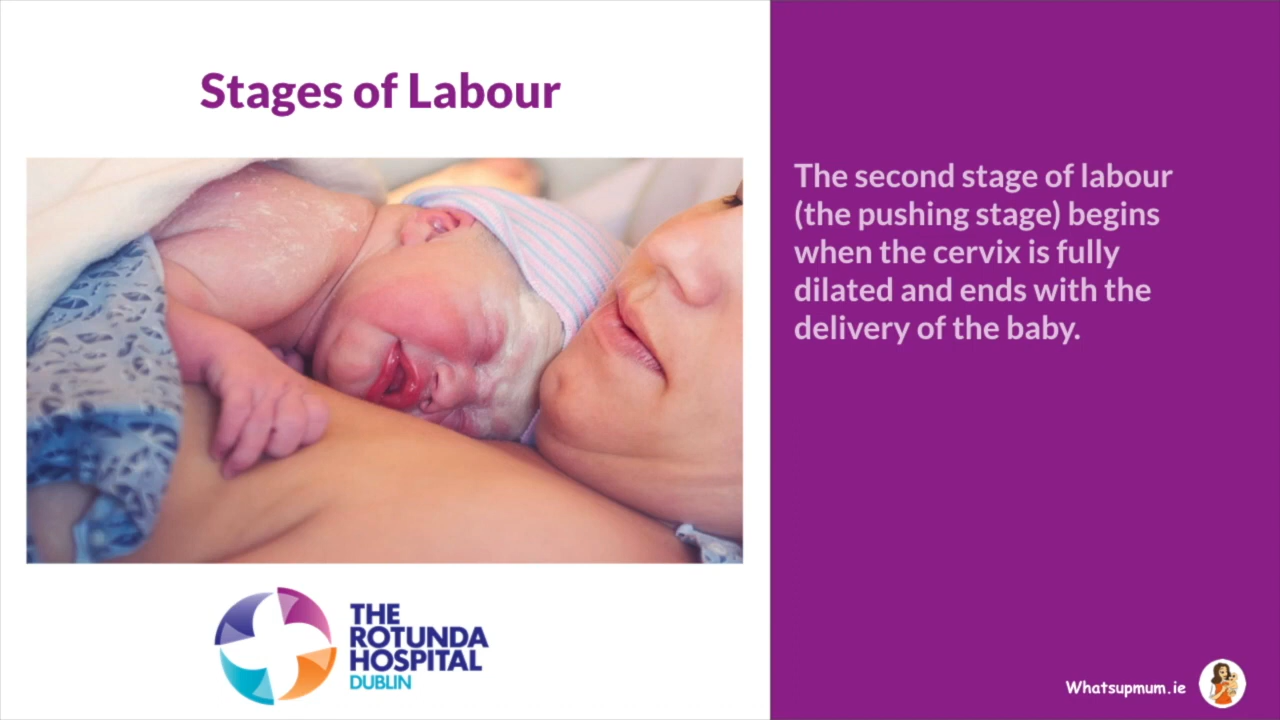 Stages of Labour
The second stage of labour
(the pushing stage) begins
when the cervix is fully
dilated and ends with the
delivery of the baby.
THE
ROTUNDA
HOSPITAL
DUBLIN
Whatsupmum.ie